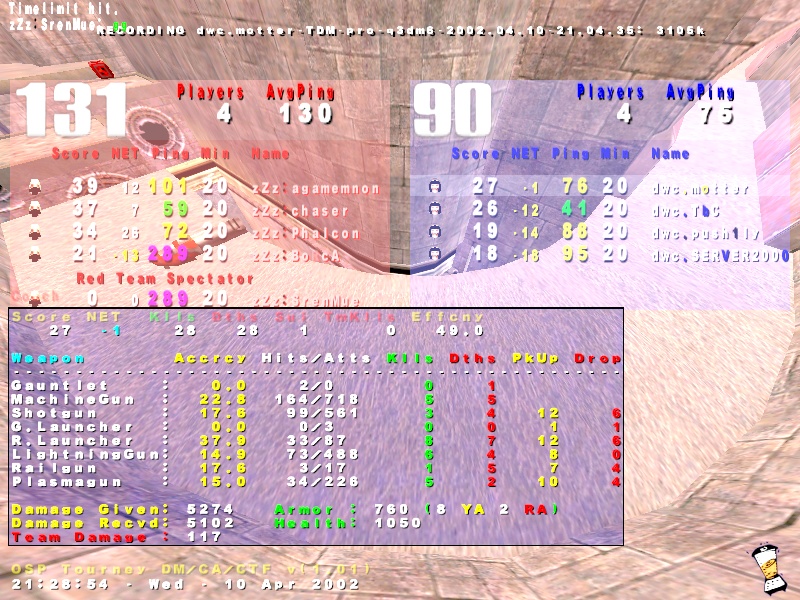 Timelimit hit.
zZz:SrenMue:
RECORDING dwc.motter-TDM-pro-q3dm6-2002.04.10-21.04.35: 3105k
131 Players AvgPing
4 130
Score NET Ping Min Name
39 12 101 20 zZz:agamemnon
37 7 59 20 zZz:chaser
34 26 72 20 zZz:Phalcon
21 289 20
Red Team Spectator
Coach
0 0 289 20 zZz:SrenMue
90 Players AvgPing
4 75
Score NET Ping Min Name
27 -1 76 20 dwc.motter
26 -12 41 20 dwc.TbC
19 -14 88 20 dwc.push1ly
18 -18 95 20 dwc.SERVER2000
Score NET Kills Dths Sui TmKlls Effcny
27 -1 28 28 1 0 49.0
Weapon Accrcy Hits/Atts Klls Dths PkUp Drop
Gauntlet : 0.0 2/0 0 1
MachineGun : 22.8 164/718 5 5
Shotgun : 17.6 99/561 3 4 12 6
G.Launcher : 0.0 0/3 0 0 1 1
R.Launcher : 37.9 33/87 8 7 12 6
LightningGun: 14.9 73/488 6 4 8 0
Railgun : 17.6 3/17 1 5 7 4
Plasmagun : 15.0 34/226 5 2 10 4
Damage Given: 5274 Armor : 760 (8 YA 2 RA)
Damage Recvd: 5102 Health: 1050
Team Damage : 117
OSP Tourney DM/CA/CTF v(1.01)
21:28:54 - Wed - 10 Apr 2002